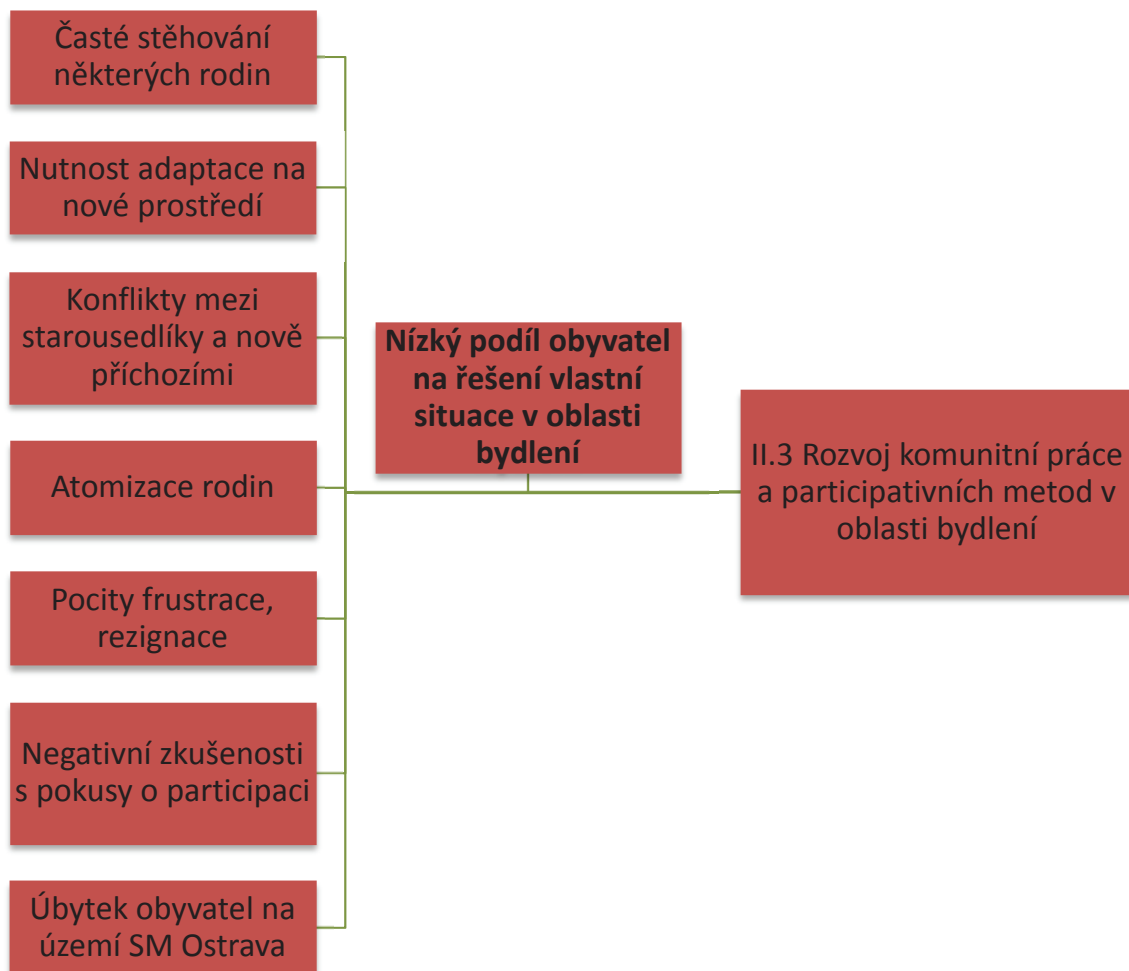 Časté stěhování
některých rodin
Nutnost adaptace na
nové prostředí
Konflikty mezi
starousedlíky a nově
příchozími
Atomizace rodin
Pocity frustrace,
rezignace
Negativní zkušenosti
s pokusy o participaci
Úbytek obyvatel na
území SM Ostrava
Nízký podíl obyvatel
na řešení vlastní
situace v oblasti
bydlení
II.3 Rozvoj komunitní práce
a participativních metod v
oblasti bydlení